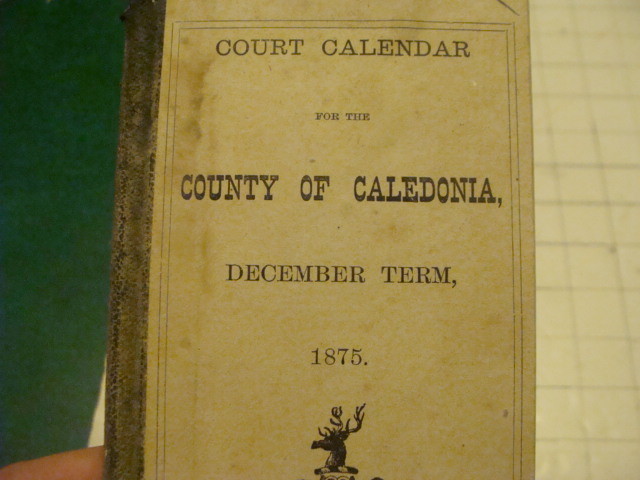 COURT CALENDAR
FOR THE
COUNTY OF CALEDONIA,
DECEMBER TERM,
1875.